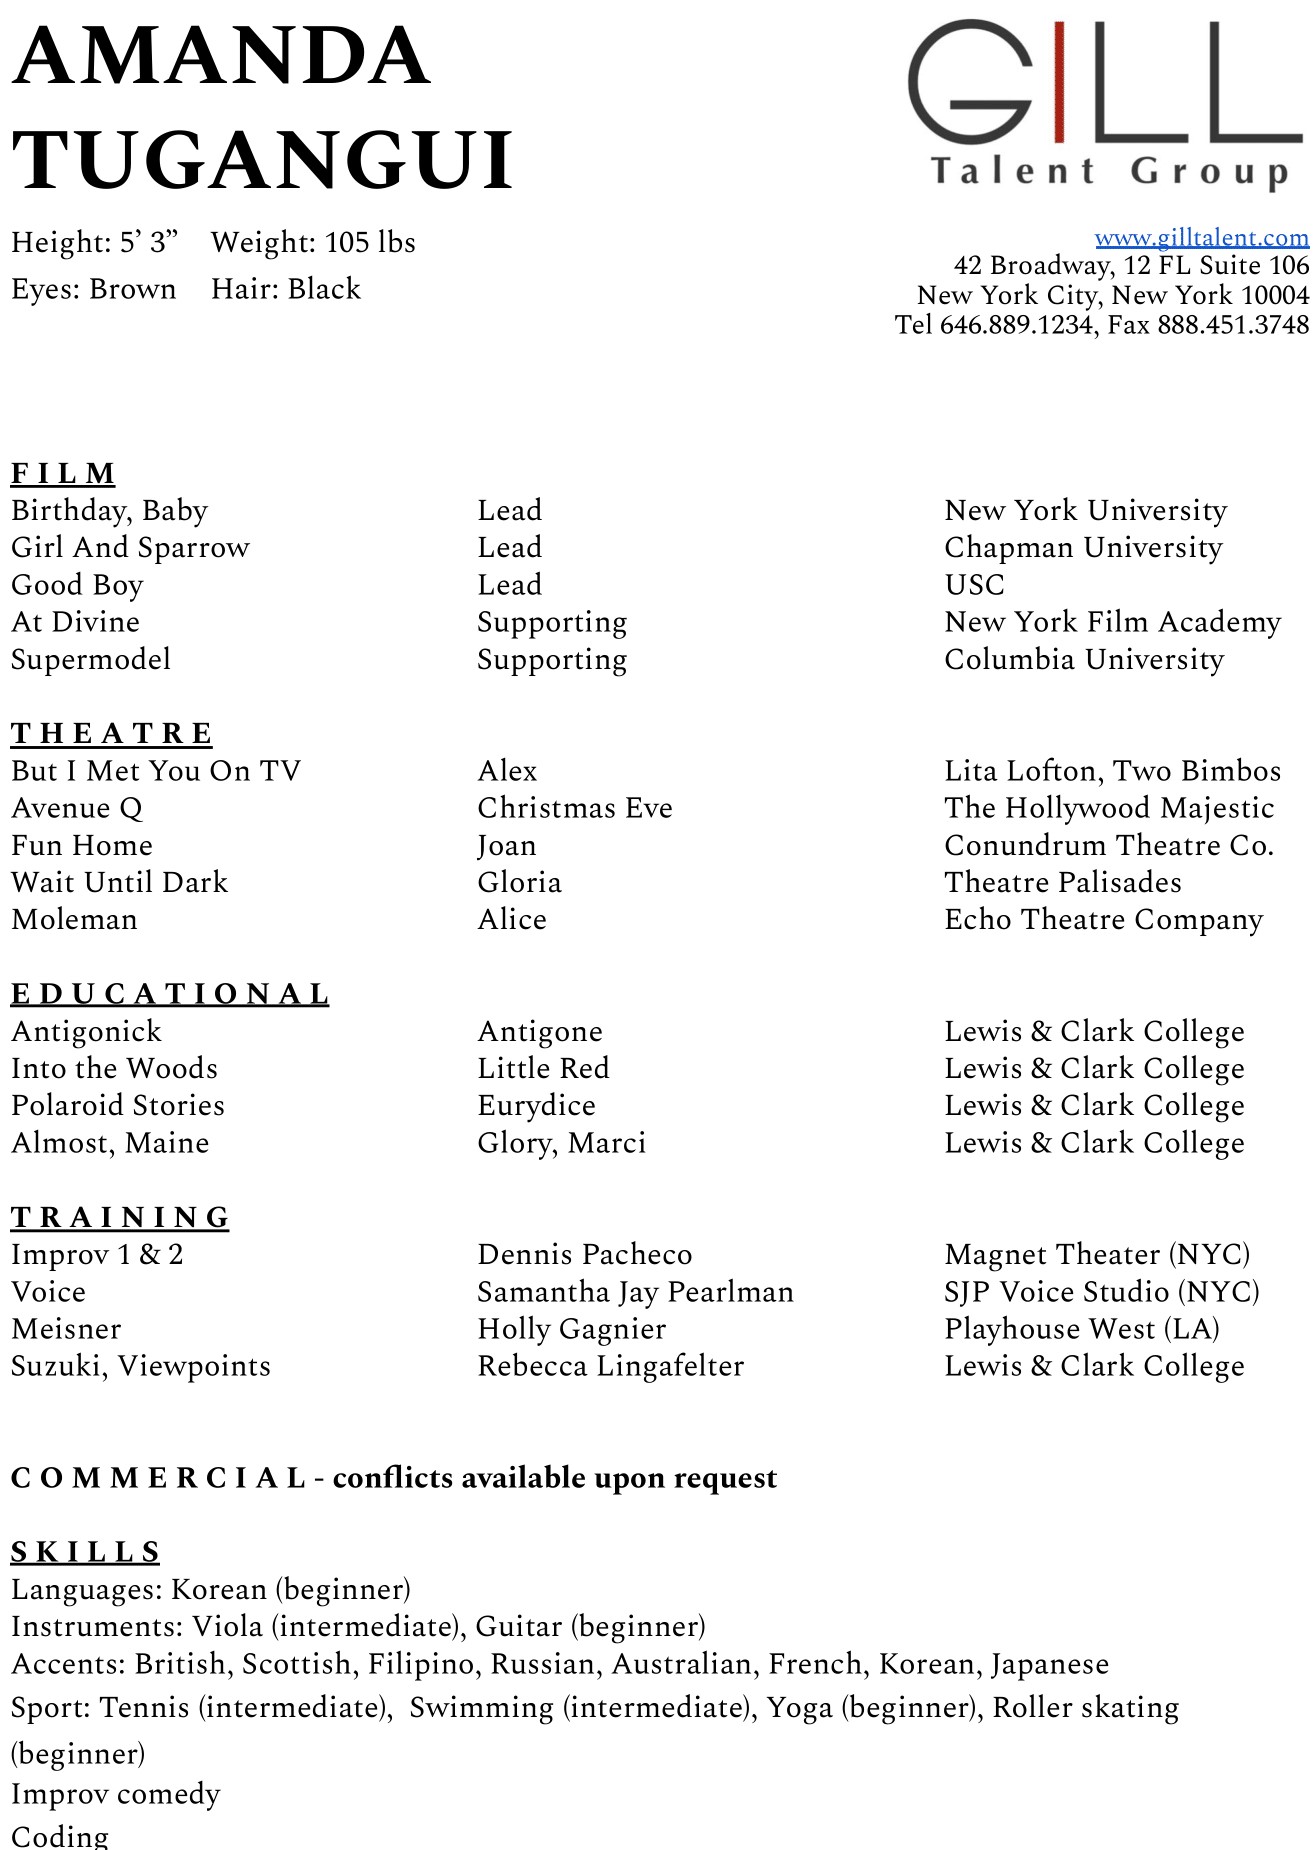 AMANDA
TUGANGUI
GILL
Talent Group
Height: 5’ 3” Weight: 105 lbs
Eyes: Brown Hair: Black
www.gilltalent.com
42 Broadway, 12 FL Suite 106
New York City, New York 10004
Tel 646.889.1234, Fax 888.451.3748
FILM
Birthday, Baby Lead New York University
Girl And Sparrow Lead Chapman University
Good Boy Lead USC
At Divine Supporting New York Film Academy
Supermodel Supporting Columbia University
THEATRE
But I Met You On TV Alex Lita Lofton, Two Bimbos
Avenue Q Christmas Eve The Hollywood Majestic
Fun Home Joan Conundrum Theatre Co.
Wait Until Dark Gloria Theatre Palisades
Moleman Alice Echo Theatre Company
EDUCATIONAL
Antigonick Antigone Lewis & Clark College
Into the Woods Little Red Lewis & Clark College
Polaroid Stories Eurydice Lewis & Clark College
Almost, Maine Glory, Marci Lewis & Clark College
TRAINING
Improv 1 & 2 Dennis Pacheco Magnet Theater (NYC)
Voice Samantha Jay Pearlman SJP Voice Studio (NYC)
Meisner Holly Gagnier Playhouse West (LA)
Suzuki, Viewpoints Rebecca Lingafelter Lewis & Clark College
COMMERCIAL - conflicts available upon request
SKILLS
Languages: Korean (beginner)
Instruments: Viola (intermediate), Guitar (beginner)
Accents: British, Scottish, Filipino, Russian, Australian, French, Korean, Japanese
Sport: Tennis (intermediate), Swimming (intermediate), Yoga (beginner), Roller skating
(beginner)
Improv comedy
Coding